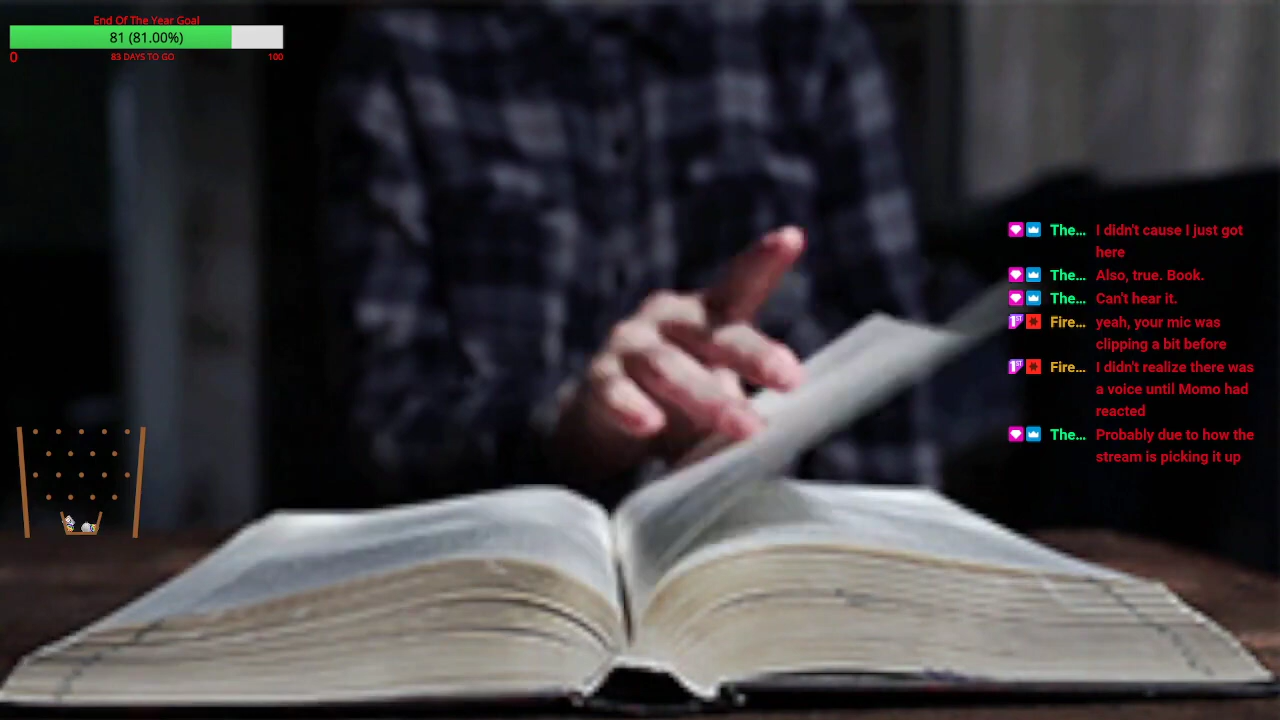 End Of The Year Goal
81 (81.00%)
0 83 DAYS TO GO 100
The... I didn't cause I just got
here
The... Also, true. Book.
The... Can't hear it.
1ST Fire... yeah, your mic was
clipping a bit before
1ST Fire... I didn't realize there was
a voice until Momo had
reacted
The... Probably due to how the
stream is picking it up